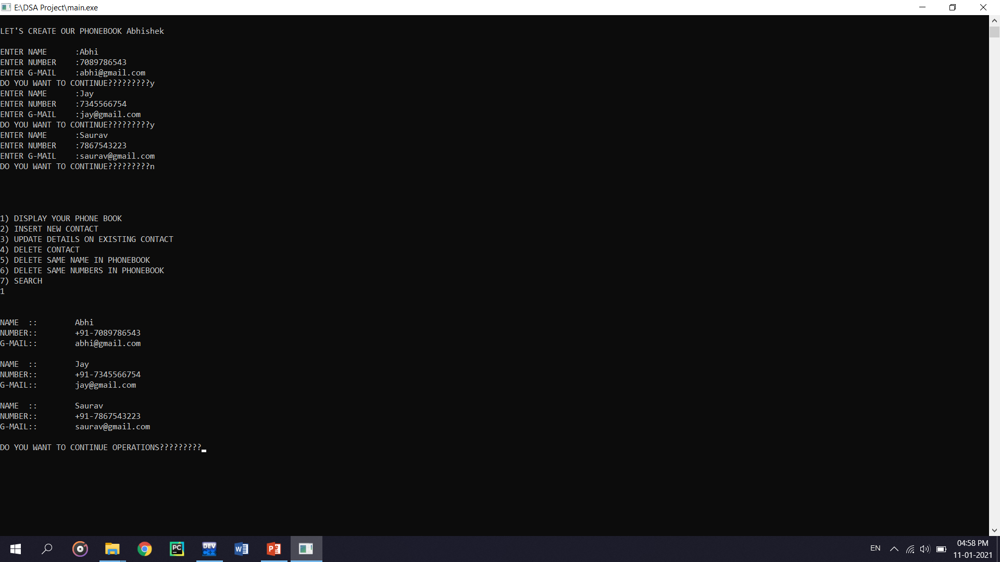 E:\DSA Project\main.exe
LET'S CREATE OUR PHONEBOOK Abhishek
ENTER NAME      :Abhi
ENTER NUMBER    :7089786543
ENTER G-MAIL    :abhi@gmail.com
DO YOU WANT TO CONTINUE?????????y
ENTER NAME      :Jay
ENTER NUMBER    :7345566754
ENTER G-MAIL    :jay@gmail.com
DO YOU WANT TO CONTINUE?????????y
ENTER NAME      :Saurav
ENTER NUMBER    :7867543223
ENTER G-MAIL    :saurav@gmail.com
DO YOU WANT TO CONTINUE?????????n
1) DISPLAY YOUR PHONE BOOK
2) INSERT NEW CONTACT
3) UPDATE DETAILS ON EXISTING CONTACT
4) DELETE CONTACT
5) DELETE SAME NAME IN PHONEBOOK
6) DELETE SAME NUMBERS IN PHONEBOOK
7) SEARCH
1
NAME  ::        Abhi
NUMBER::        +91-7089786543
G-MAIL::        abhi@gmail.com
NAME  ::        Jay
NUMBER::        +91-7345566754
G-MAIL::        jay@gmail.com
NAME  ::        Saurav
NUMBER::        +91-7867543223
G-MAIL::        saurav@gmail.com
DO YOU WANT TO CONTINUE OPERATIONS?????????
PC
DEV C++
W
P
EN
04:58 PM
11-01-2021